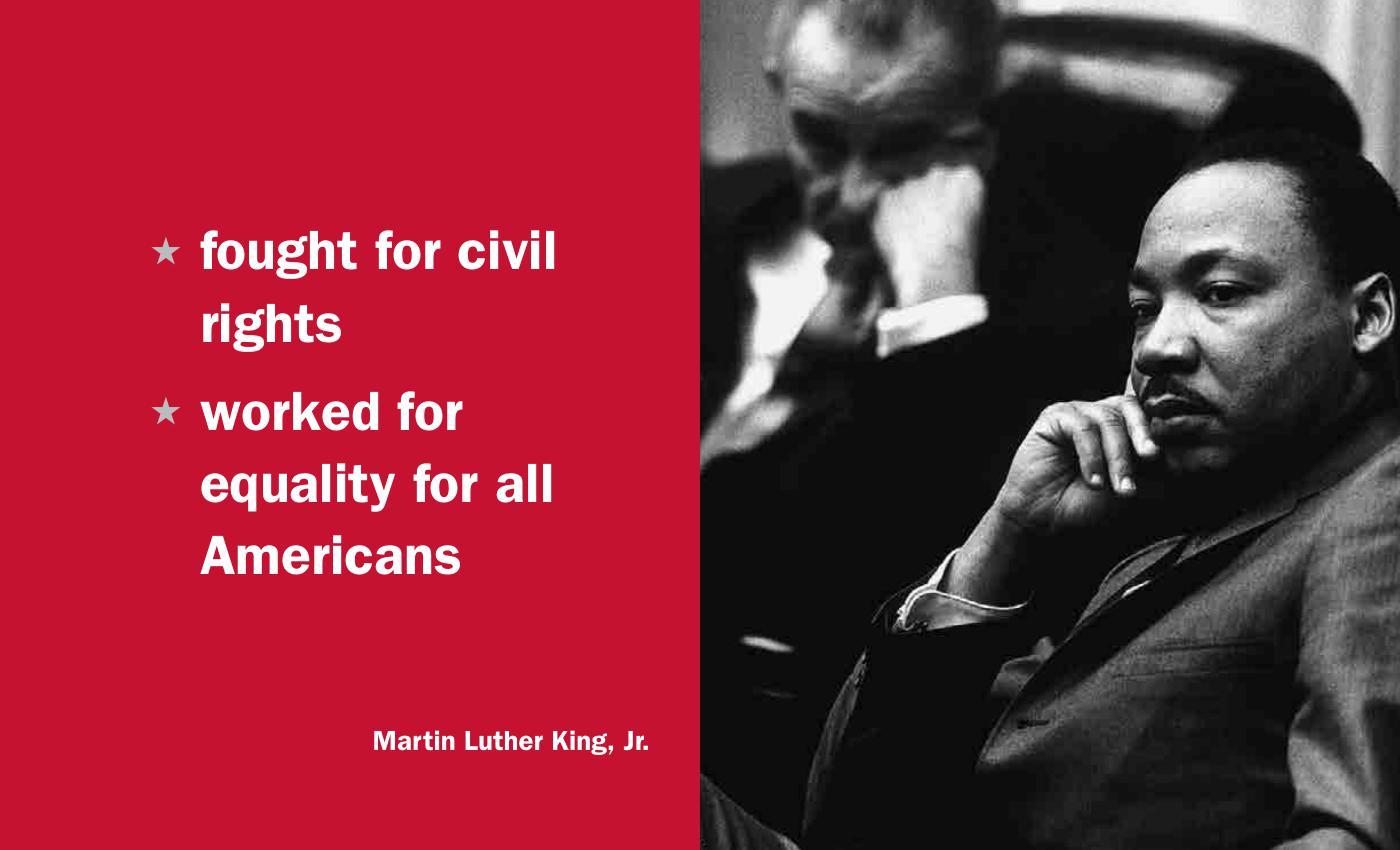 ★ fought for civil
rights
★ worked for
equality for all
Americans
Martin Luther King, Jr.